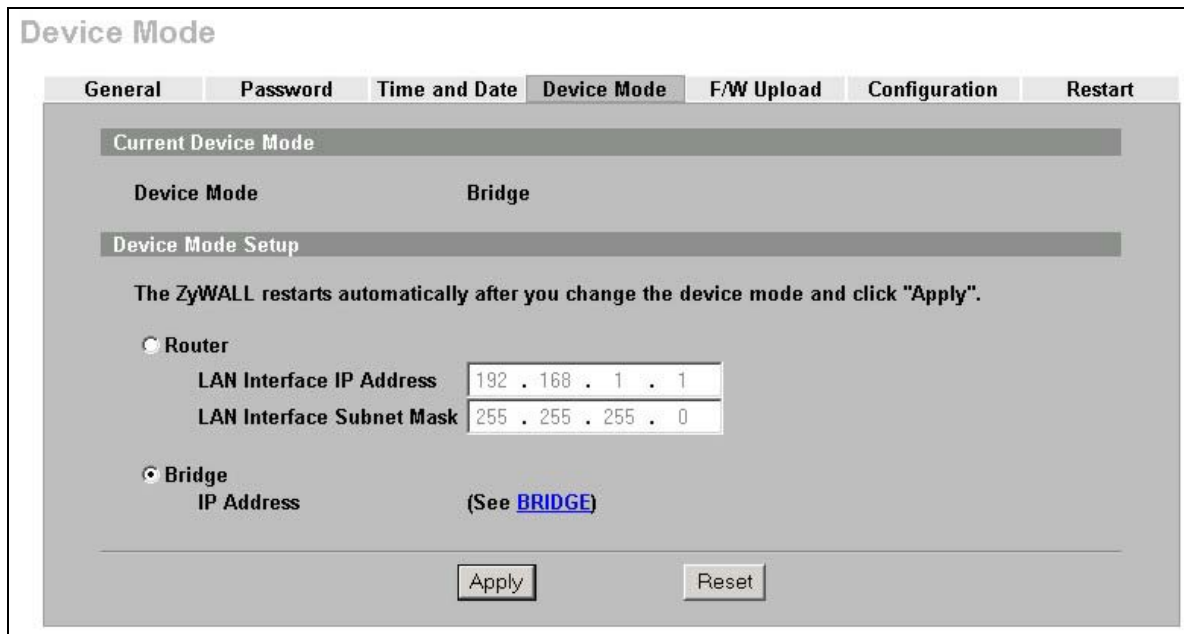 Device Mode
General Password Time and Date Device Mode F/W Upload Configuration Restart
Current Device Mode
Device Mode Bridge
Device Mode Setup
The ZyWALL restarts automatically after you change the device mode and click "Apply".
Router
LAN Interface IP Address 192 . 168 . 1 . 1
LAN Interface Subnet Mask 255 . 255 . 255 . 0
Bridge
IP Address (See BRIDGE)
Apply Reset